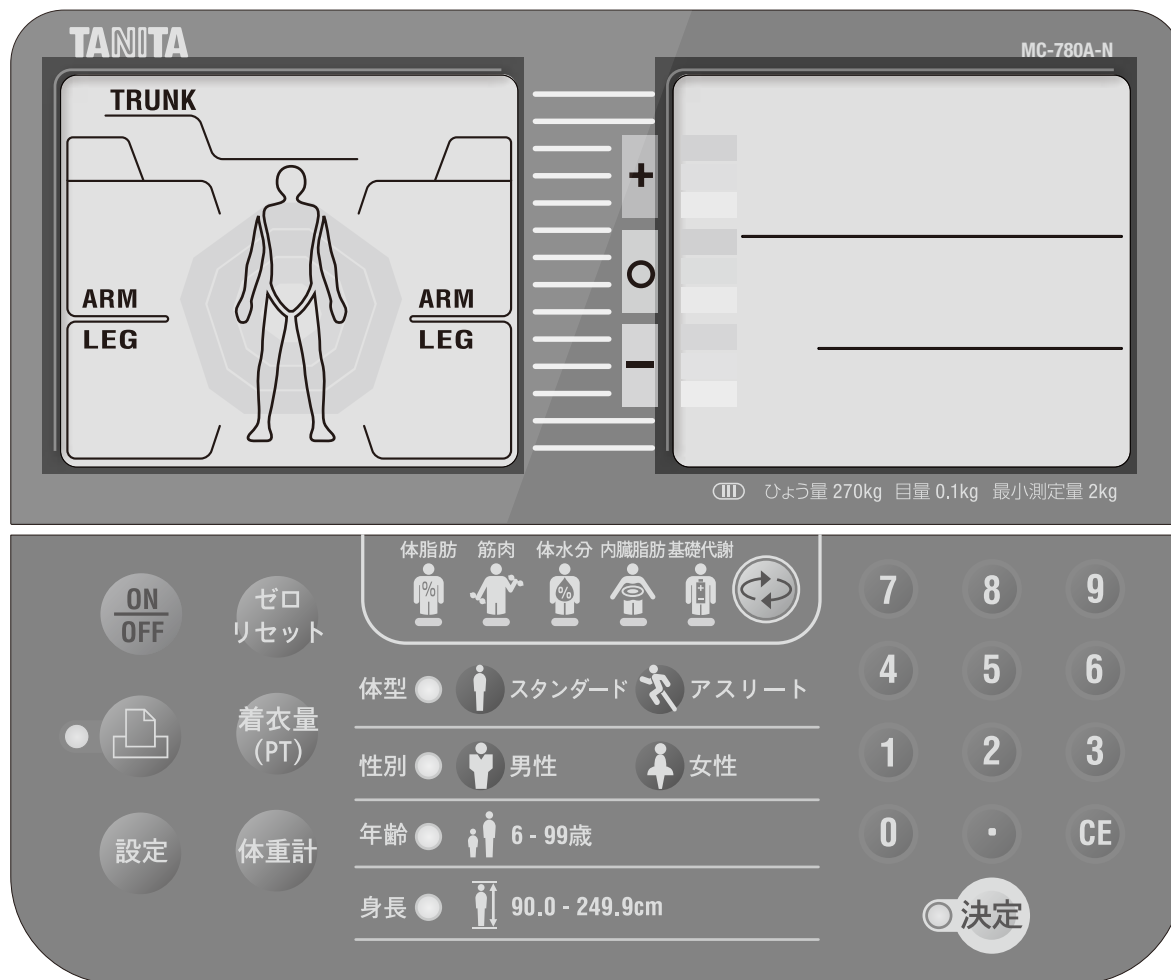 TANITA
MC-780A-N
TRUNK
+
ARM ARM
○
LEG LEG
−
ひょう量 270kg 目量 0.1kg 最小測定量 2kg
体脂肪 筋肉 体水分 内臓脂肪 基礎代謝
% %
ON
OFF
ゼロ
リセット
7 8 9
4 5 6
体型 スタンダード アスリート
着衣量
(PT)
性別 男性 女性
1 2 3
設定 体重計
年齢 6 - 99歳
0 ・ CE
身長 90.0 - 249.9cm
決定